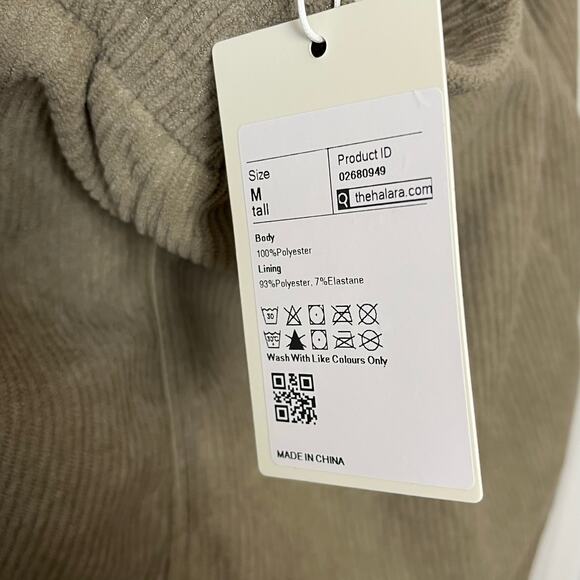 Size
M
tall
Product ID
02680949
thehalara.com
Body
100%Polyester
Lining
93%Polyester, 7%Elastane
30
30°C
Wash With Like Colours Only
MADE IN CHINA